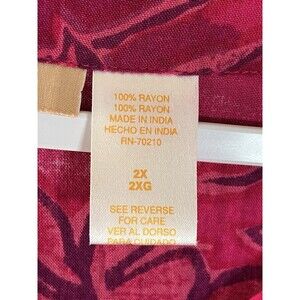 100% RAYON
100% RAYON
MADE IN INDIA
HECHO EN INDIA
RN-70210
2X
2XG
SEE REVERSE
FOR CARE
VER AL DORSO
PARA CUIDADO